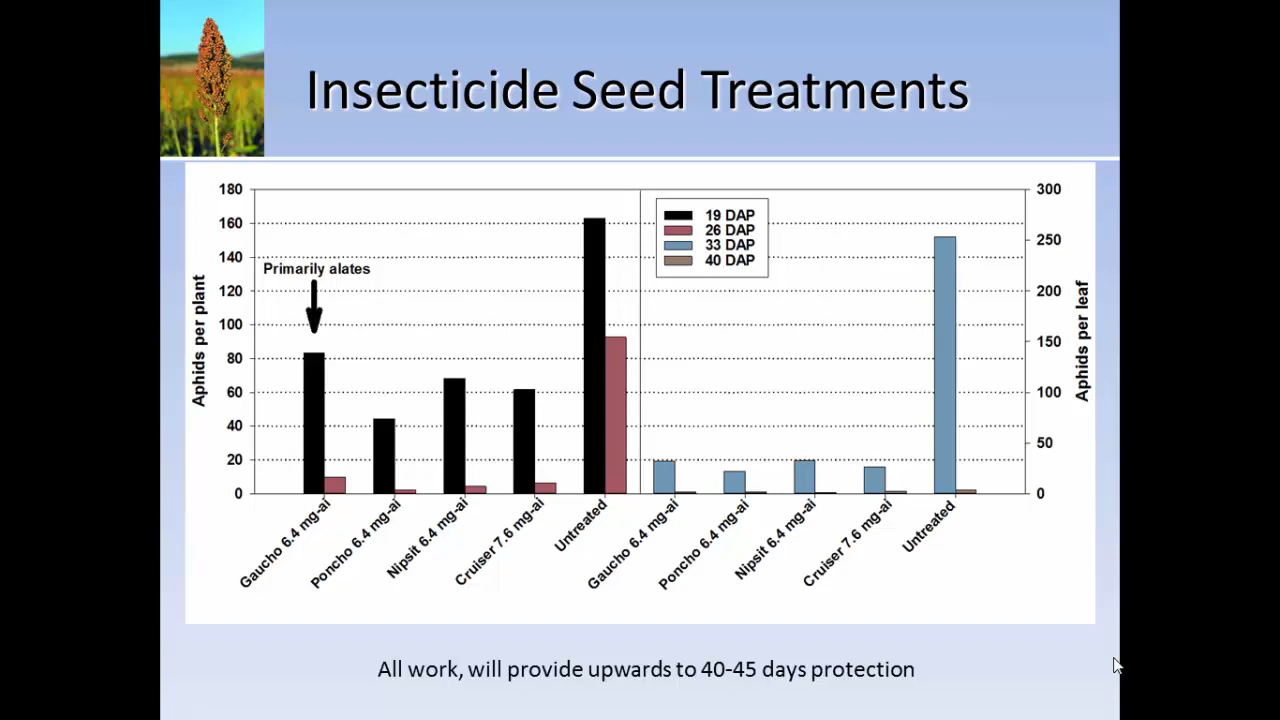 Insecticide Seed Treatments
180
160
140
120
100
80
60
40
20
0
Aphids per plant
Primarily alates
19 DAP
26 DAP
33 DAP
40 DAP
300
250
200
150
100
50
0
Aphids per leaf
Gaucho 6.4 mg-ai
Poncho 6.4 mg-ai
Nipsit 6.4 mg-ai
Cruiser 7.6 mg-ai
Untreated
Gaucho 6.4 mg-ai
Poncho 6.4 mg-ai
Nipsit 6.4 mg-ai
Cruiser 7.6 mg-ai
Untreated
All work, will provide upwards to 40-45 days protection